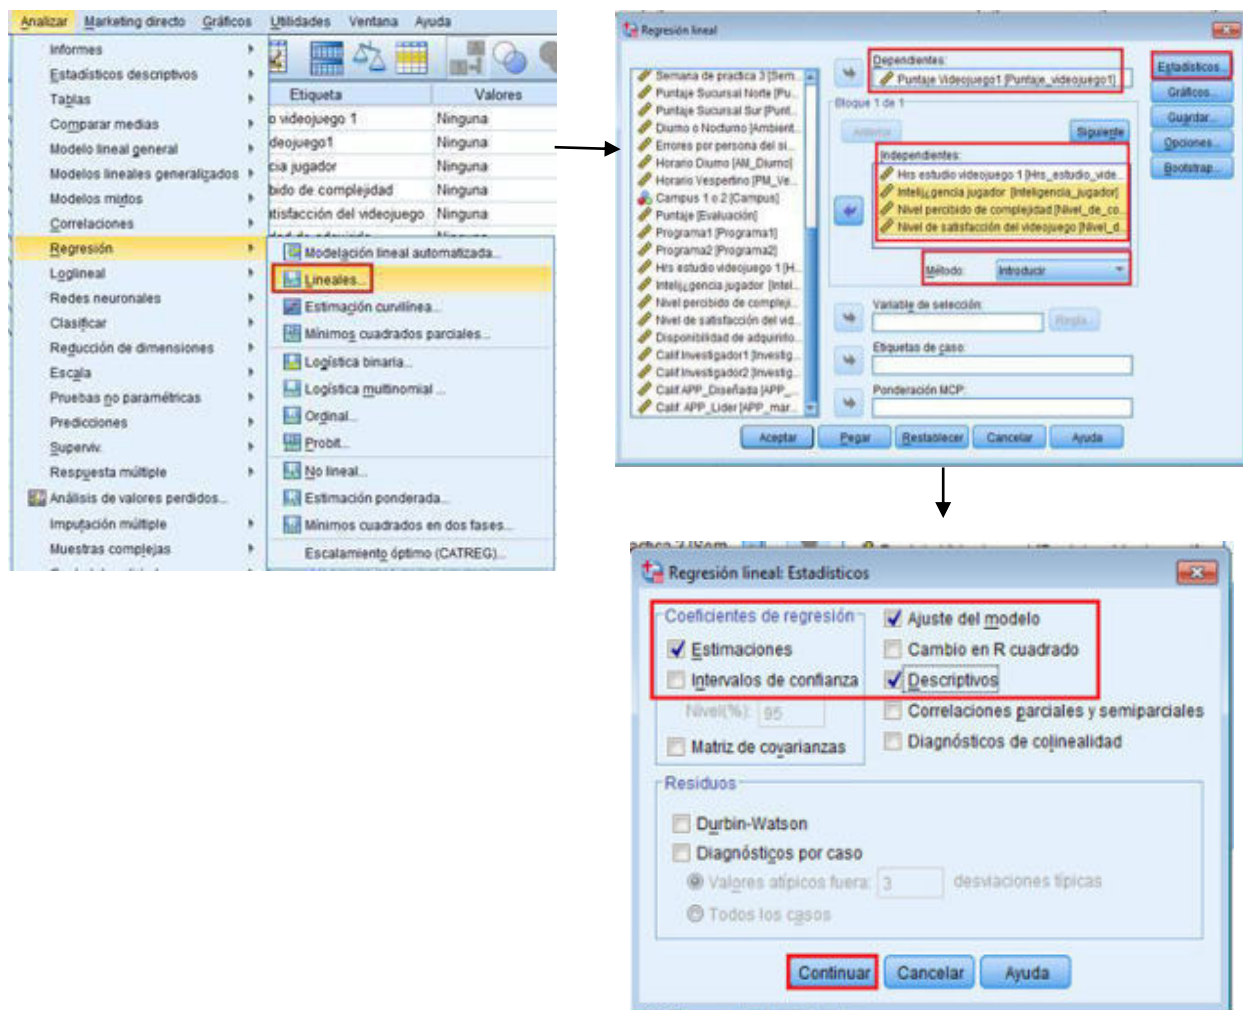 Analizar Marketing directo Gráficos Utilidades Ventana Ayuda
Informes
Estadísticos descriptivos
Tablas
Comparar medias
Modelo lineal general
Modelos lineales generalizados
Modelos mixtos
Correlaciones
Regresión
Loglineal
Redes neuronales
Clasificar
Reducción de dimensiones
Escala
Pruebas no paramétricas
Predicciones
Superviv.
Respuesta múltiple
Análisis de valores perdidos...
Imputación múltiple
Muestras complejas
Etiqueta Valores
o videojuego 1 Ninguna
deojuego1 Ninguna
cia jugador Ninguna
bido de complejidad Ninguna
tisfacción del videojuego Ninguna
Modelación lineal automatizada...
Lineales...
Estimación curvilínea...
Mínimos cuadrados parciales...
Logística binaria...
Logística multinomial ...
Ordinal...
Probit...
No lineal...
Estimación ponderada...
Mínimos cuadrados en dos fases...
Escalamiento óptimo (CATREG)...
Regresión lineal
Semana de practica 3 [Sem...
Puntaje Sucursal Norte [Pu...
Puntaje Sucursal Sur [Punt...
Diurno o Nocturno [Ambient...
Errores por persona del si...
Horario Diurno [AM_Diurno]
Horario Vespertino [PM_Ve...
Campus 1 o 2 [Campus]
Puntaje [Evaluación]
Programa1 [Programa1]
Programa2 [Programa2]
Hrs estudio videojuego 1 [H...
Intelij¿gencia jugador [Intel...
Nivel percibido de compleji...
Nivel de satisfacción del vid...
Disponibilidad de adquirirlo...
Calif.Investigador1 [Investig...
Calif.Investigador2 [Investig...
Calif.APP_Diseñada [APP_...
Calif. APP_Lider [APP_mar...
Dependientes:
Puntaje Videojuego1 [Puntaje_videojuego1]
Bloque 1 de 1
Anterior Siguiente
Independientes:
Hrs estudio videojuego 1 [Hrs_estudio_vide...
Intelij¿gencia jugador [Inteligencia_jugador]
Nivel percibido de complejidad [Nivel_de_co...
Nivel de satisfacción del videojuego [Nivel_d...
Método: Introducir
Variable de selección:
Regla...
Etiquetas de caso:
Ponderación MCP:
Estadísticos...
Gráficos...
Guardar...
Opciones...
Bootstrap...
Aceptar Pegar Restablecer Cancelar Ayuda
Regresión lineal: Estadísticos
Coeficientes de regresión
Estimaciones
Intervalos de confianza
Nivel(%): 95
Matriz de covarianzas
Ajuste del modelo
Cambio en R cuadrado
Descriptivos
Correlaciones parciales y semiparciales
Diagnósticos de colinealidad
Residuos
Durbin-Watson
Diagnósticos por caso
Valores atípicos fuera: 3 desviaciones típicas
Todos los casos
Continuar Cancelar Ayuda